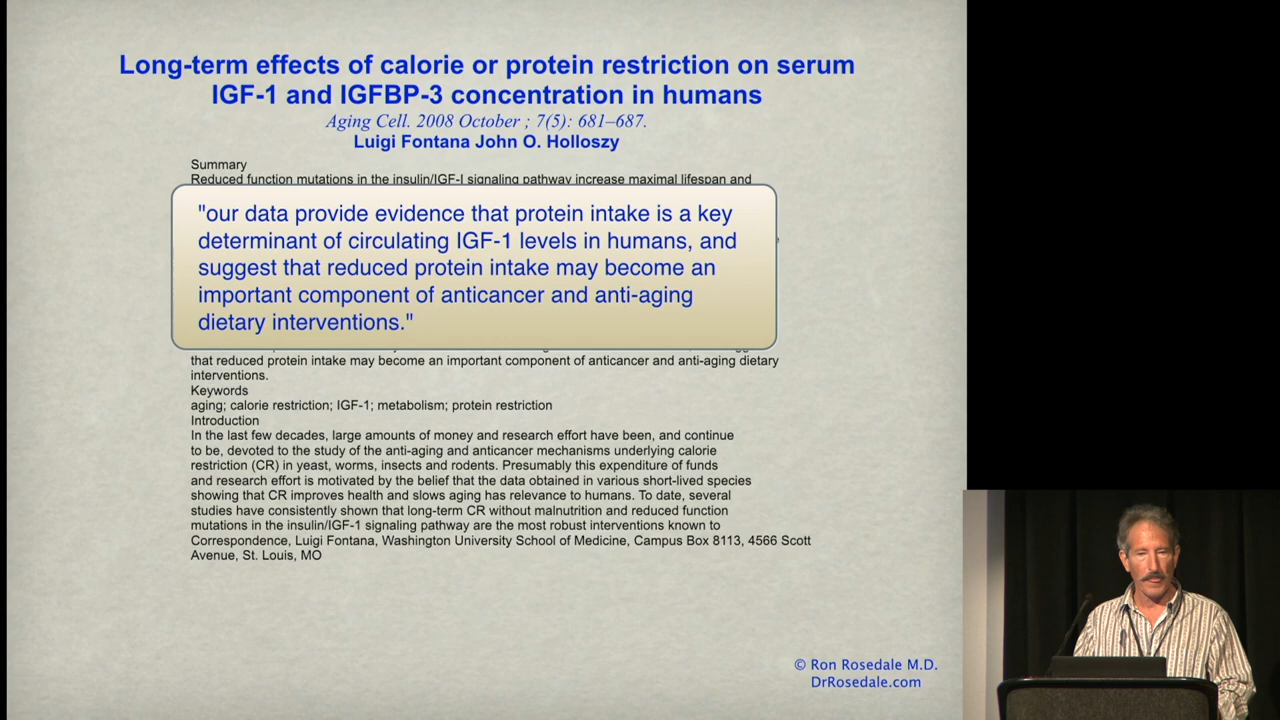 Long-term effects of calorie or protein restriction on serum
IGF-1 and IGFBP-3 concentration in humans
Aging Cell. 2008 October ; 7(5): 681–687.
Luigi Fontana John O. Holloszy
Summary
Reduced function mutations in the insulin/IGF-I signaling pathway increase maximal lifespan and
"our data provide evidence that protein intake is a key
determinant of circulating IGF-1 levels in humans, and
suggest that reduced protein intake may become an
important component of anticancer and anti-aging
dietary interventions."
that reduced protein intake may become an important component of anticancer and anti-aging dietary
interventions.
Keywords
aging; calorie restriction; IGF-1; metabolism; protein restriction
Introduction
In the last few decades, large amounts of money and research effort have been, and continue
to be, devoted to the study of the anti-aging and anticancer mechanisms underlying calorie
restriction (CR) in yeast, worms, insects and rodents. Presumably this expenditure of funds
and research effort is motivated by the belief that the data obtained in various short-lived species
showing that CR improves health and slows aging has relevance to humans. To date, several
studies have consistently shown that long-term CR without malnutrition and reduced function
mutations in the insulin/IGF-1 signaling pathway are the most robust interventions known to
Correspondence, Luigi Fontana, Washington University School of Medicine, Campus Box 8113, 4566 Scott
Avenue, St. Louis, MO
© Ron Rosedale M.D.
DrRosedale.com